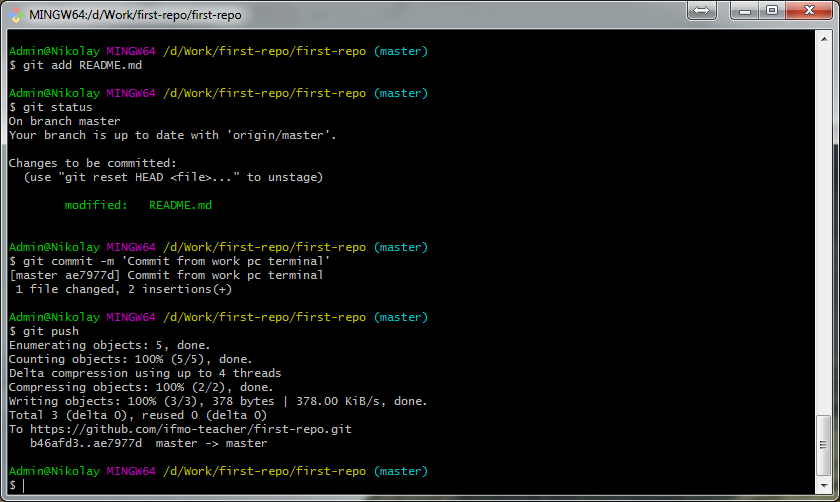 MINGW64:/d/Work/first-repo/first-repo
Admin@Nikolay MINGW64 /d/Work/first-repo/first-repo (master)
$ git add README.md
Admin@Nikolay MINGW64 /d/Work/first-repo/first-repo (master)
$ git status
On branch master
Your branch is up to date with 'origin/master'.
Changes to be committed:
  (use "git reset HEAD <file>..." to unstage)
        modified:   README.md
Admin@Nikolay MINGW64 /d/Work/first-repo/first-repo (master)
$ git commit -m 'Commit from work pc terminal'
[master ae7977d] Commit from work pc terminal
 1 file changed, 2 insertions(+)
Admin@Nikolay MINGW64 /d/Work/first-repo/first-repo (master)
$ git push
Enumerating objects: 5, done.
Counting objects: 100% (5/5), done.
Delta compression using up to 4 threads
Compressing objects: 100% (2/2), done.
Writing objects: 100% (3/3), 378 bytes | 378.00 KiB/s, done.
Total 3 (delta 0), reused 0 (delta 0)
To https://github.com/ifmo-teacher/first-repo.git
   b46afd3..ae7977d  master -> master
Admin@Nikolay MINGW64 /d/Work/first-repo/first-repo (master)
$